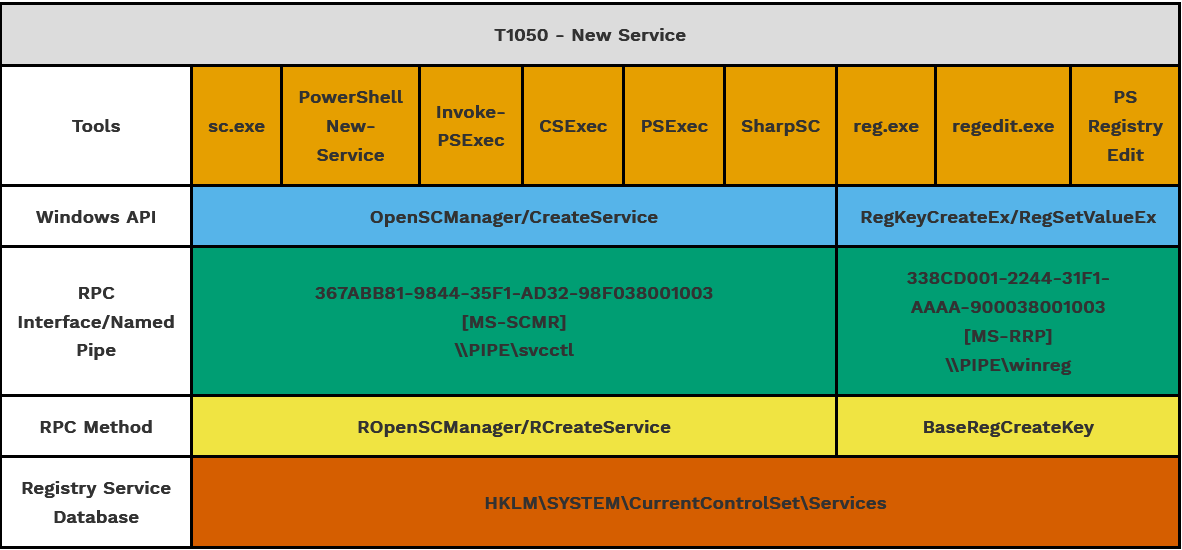 T1050 - New Service
Tools
sc.exe
PowerShell
New-
Service
Invoke-
PSExec
CSExec
PSExec
SharpSC
reg.exe
regedit.exe
PS
Registry
Edit
Windows API
OpenSCManager/CreateService
RegKeyCreateEx/RegSetValueEx
RPC
Interface/Named
Pipe
367ABB81-9844-35F1-AD32-98F038001003
[MS-SCMR]
\\PIPE\svcctl
338CD001-2244-31F1-
AAAA-900038001003
[MS-RRP]
\\PIPE\winreg
RPC Method
ROpenSCManager/RCreateService
BaseRegCreateKey
Registry Service
Database
HKLM\SYSTEM\CurrentControlSet\Services